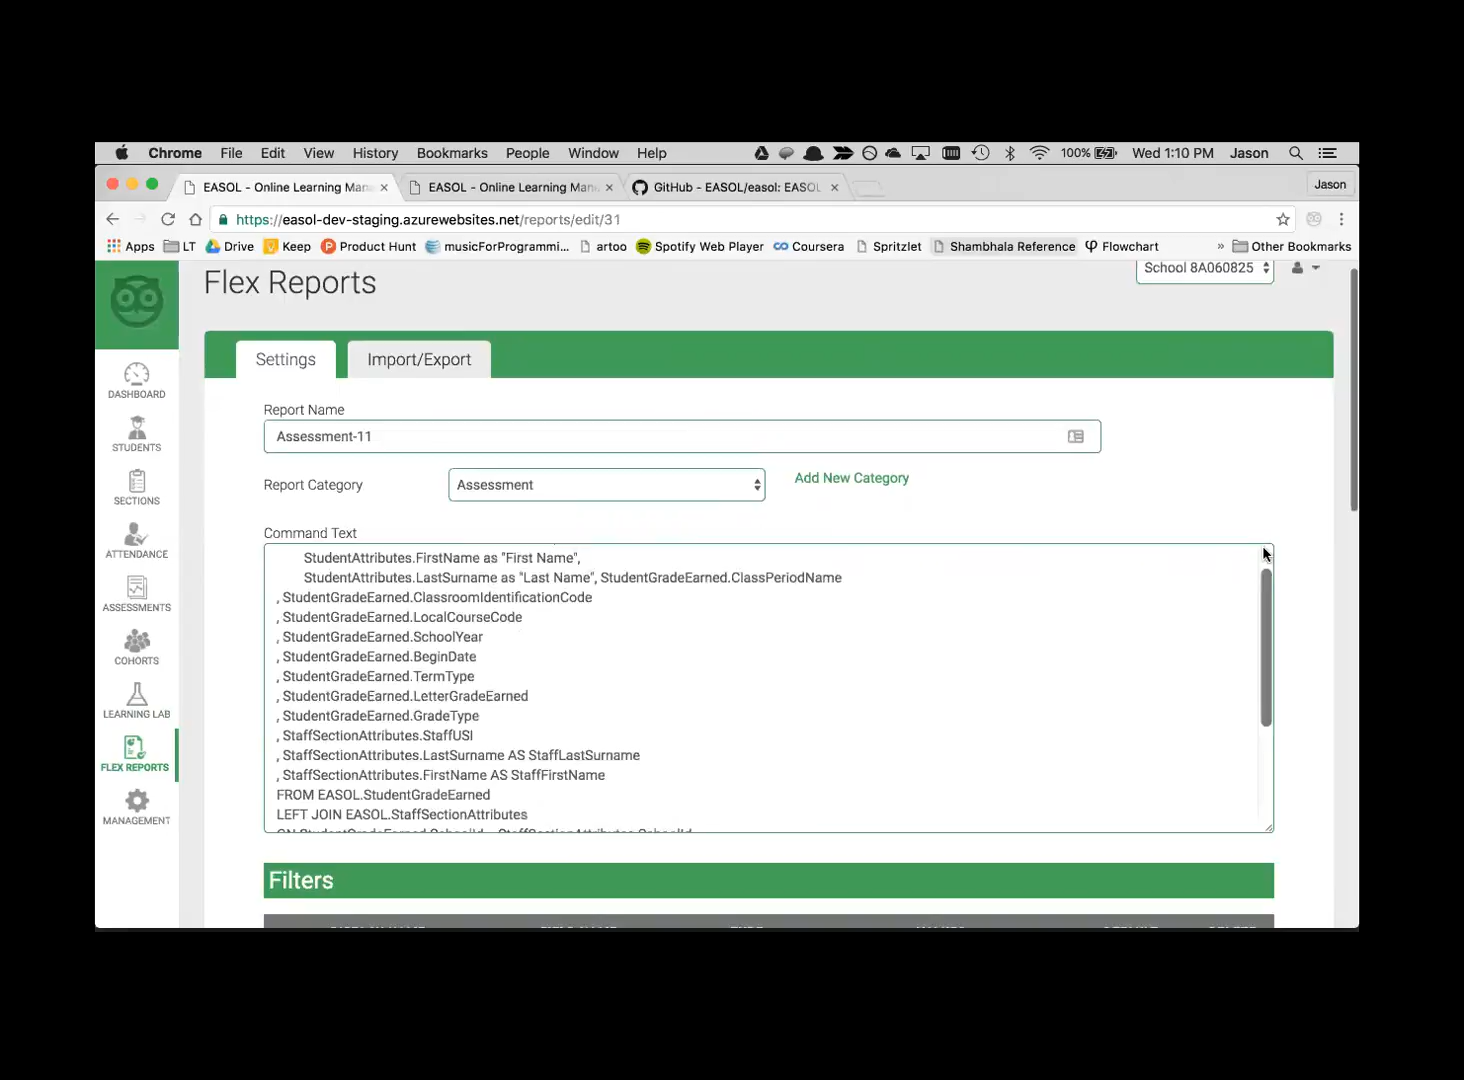 Chrome File Edit View History Bookmarks People Window Help 100% Wed 1:10 PM Jason
EASOL - Online Learning Man EASOL - Online Learning Man GitHub - EASOL/easol: EASOL Jason
https://easol-dev-staging.azurewebsites.net/reports/edit/31
Apps LT Drive Keep Product Hunt musicForProgrammi... artoo Spotify Web Player Coursera Spritzlet Shambhala Reference Flowchart » Other Bookmarks
Flex Reports
School 8A060825
Settings Import/Export
DASHBOARD
STUDENTS
SECTIONS
ATTENDANCE
ASSESSMENTS
COHORTS
LEARNING LAB
FLEX REPORTS
MANAGEMENT
Report Name
Assessment-11
Report Category Assessment Add New Category
Command Text
StudentAttributes.FirstName as "First Name",
StudentAttributes.LastSurname as "Last Name", StudentGradeEarned.ClassPeriodName
, StudentGradeEarned.ClassroomIdentificationCode
, StudentGradeEarned.LocalCourseCode
, StudentGradeEarned.SchoolYear
, StudentGradeEarned.BeginDate
, StudentGradeEarned.TermType
, StudentGradeEarned.LetterGradeEarned
, StudentGradeEarned.GradeType
, StaffSectionAttributes.StaffUSI
, StaffSectionAttributes.LastSurname AS StaffLastSurname
, StaffSectionAttributes.FirstName AS StaffFirstName
FROM EASOL.StudentGradeEarned
LEFT JOIN EASOL.StaffSectionAttributes
Filters